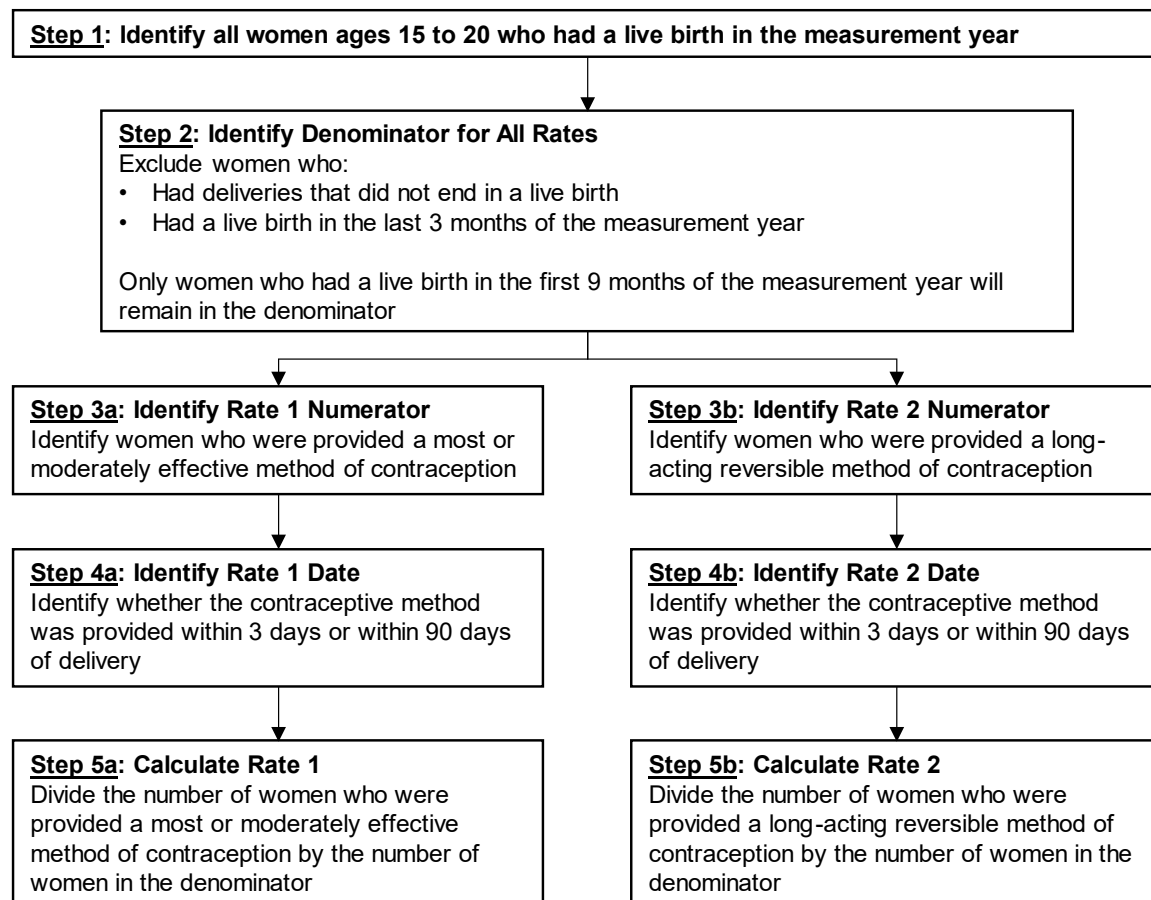 Step 1: Identify all women ages 15 to 20 who had a live birth in the measurement year
Step 2: Identify Denominator for All Rates
Exclude women who:
• Had deliveries that did not end in a live birth
• Had a live birth in the last 3 months of the measurement year
Only women who had a live birth in the first 9 months of the measurement year will
remain in the denominator
Step 3a: Identify Rate 1 Numerator
Identify women who were provided a most or
moderately effective method of contraception
Step 3b: Identify Rate 2 Numerator
Identify women who were provided a long-
acting reversible method of contraception
Step 4a: Identify Rate 1 Date
Identify whether the contraceptive method
was provided within 3 days or within 90 days
of delivery
Step 4b: Identify Rate 2 Date
Identify whether the contraceptive method
was provided within 3 days or within 90 days
of delivery
Step 5a: Calculate Rate 1
Divide the number of women who were
provided a most or moderately effective
method of contraception by the number of
women in the denominator
Step 5b: Calculate Rate 2
Divide the number of women who were
provided a long-acting reversible method of
contraception by the number of women in the
denominator